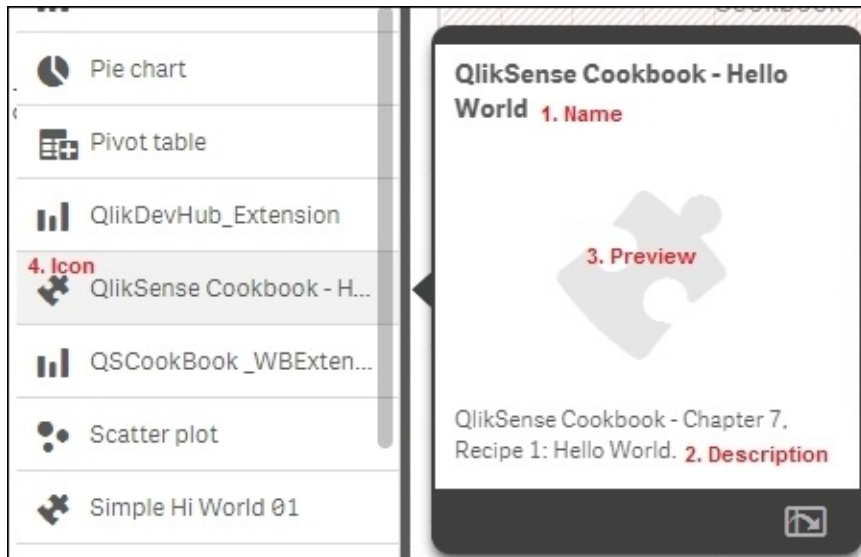 Pie chart
Pivot table
QlikDevHub_Extension
4. Icon
QlikSense Cookbook - H...
QSCookBook _WBExten...
Scatter plot
Simple Hi World 01
QlikSense Cookbook - Hello
World 1. Name
3. Preview
QlikSense Cookbook - Chapter 7,
Recipe 1: Hello World. 2. Description